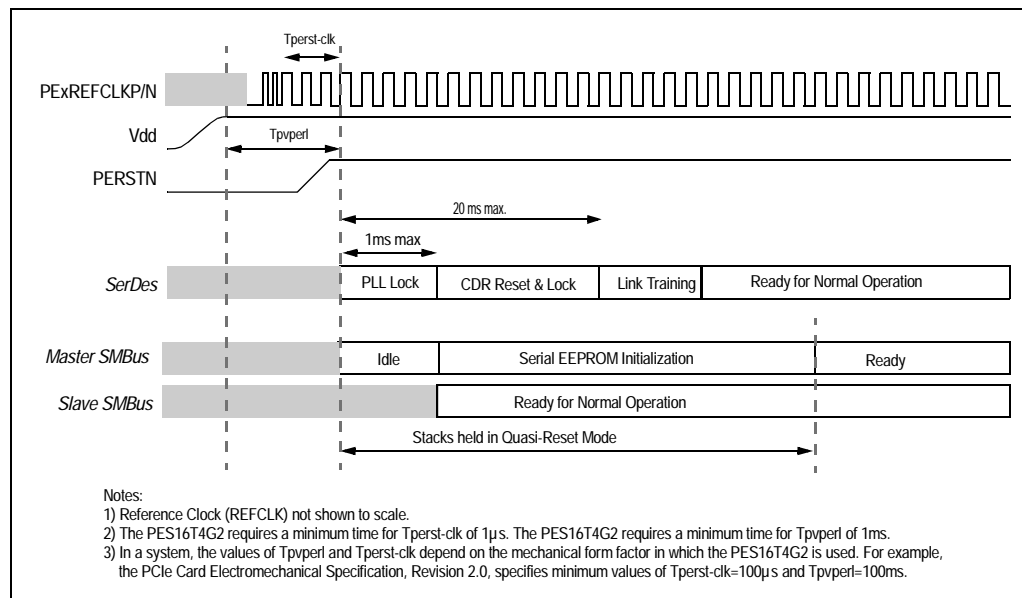 Tperst-clk
PExREFCLKP/N
Vdd
Tpvperl
PERSTN
20 ms max.
1ms max
SerDes
PLL Lock
CDR Reset & Lock
Link Training
Ready for Normal Operation
Master SMBus
Idle
Serial EEPROM Initialization
Ready
Slave SMBus
Ready for Normal Operation
Stacks held in Quasi-Reset Mode
Notes:
1) Reference Clock (REFCLK) not shown to scale.
2) The PES16T4G2 requires a minimum time for Tperst-clk of 1µs. The PES16T4G2 requires a minimum time for Tpvperl of 1ms.
3) In a system, the values of Tpvperl and Tperst-clk depend on the mechanical form factor in which the PES16T4G2 is used. For example,
the PCIe Card Electromechanical Specification, Revision 2.0, specifies minimum values of Tperst-clk=100µs and Tpvperl=100ms.